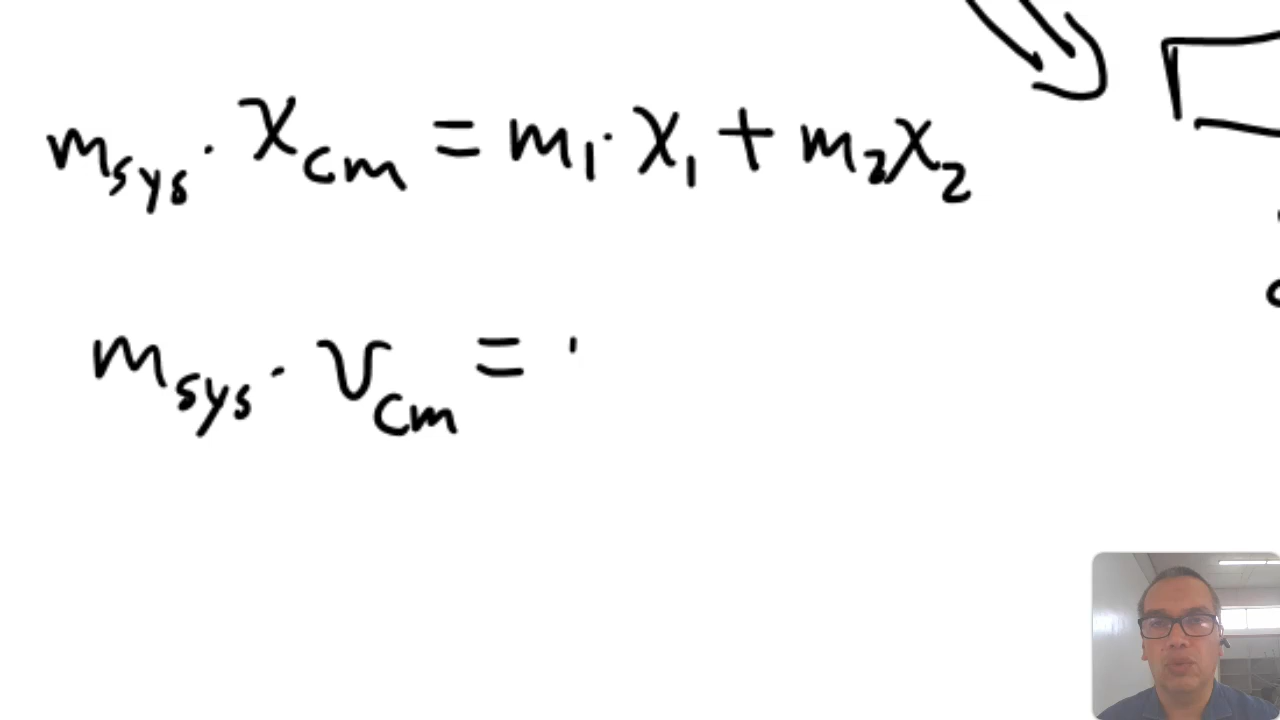 m_sys · x_cm = m_1 · x_1 + m_2 x_2
m_sys · v_cm =